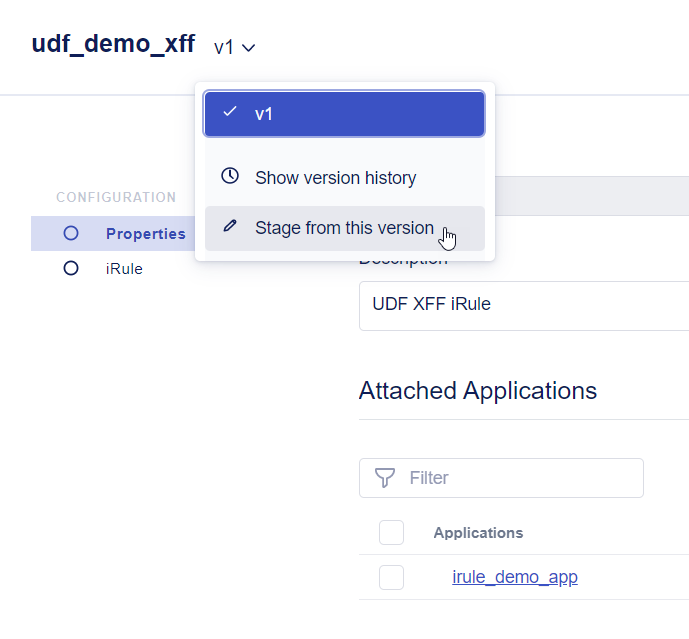 udf_demo_xff v1
v1
Show version history
Stage from this version
CONFIGURATION
Properties
iRule
Description
UDF XFF iRule
Attached Applications
Filter
Applications
irule_demo_app